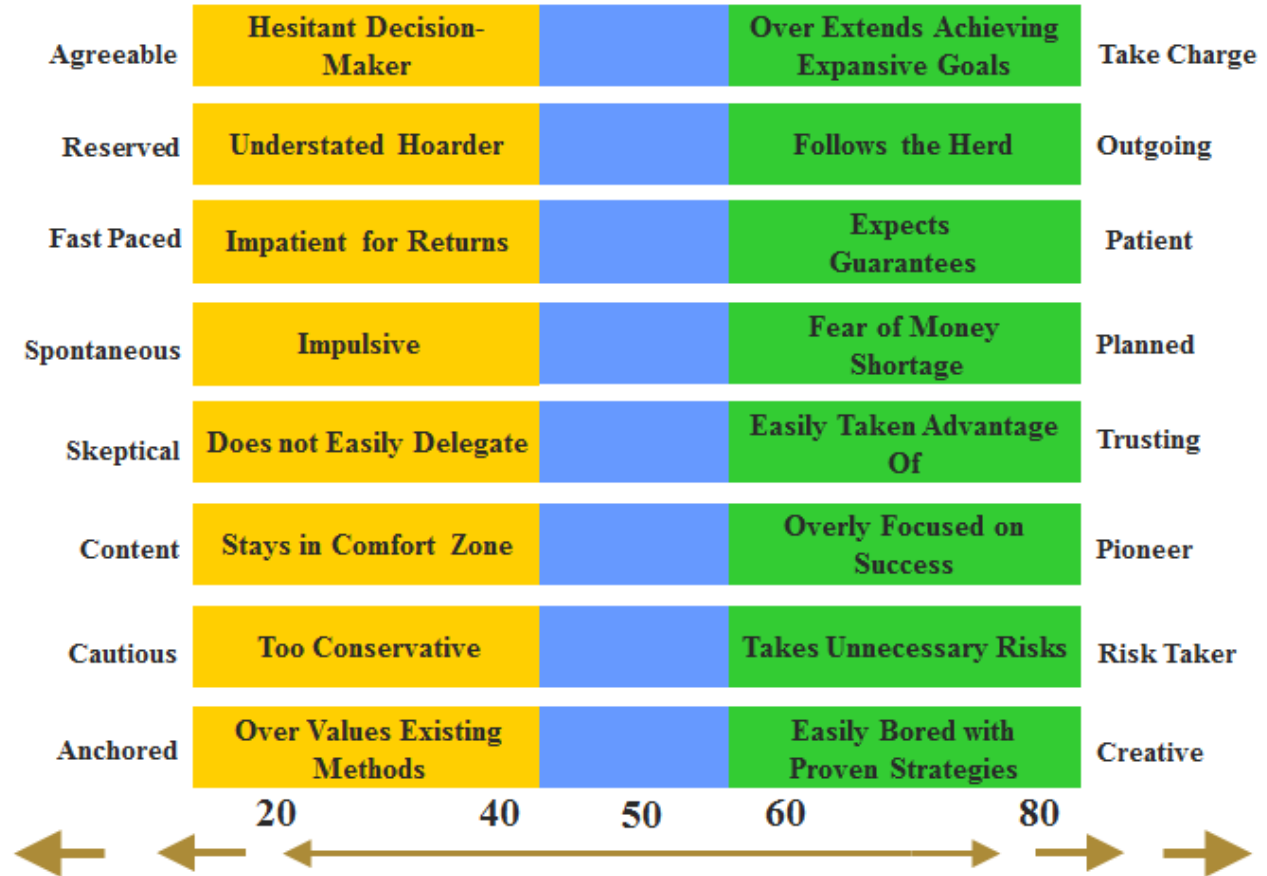 Agreeable
Hesitant Decision-
Maker
Over Extends Achieving
Expansive Goals
Take Charge
Reserved
Understated Hoarder
Follows the Herd
Outgoing
Fast Paced
Impatient for Returns
Expects
Guarantees
Patient
Spontaneous
Impulsive
Fear of Money
Shortage
Planned
Skeptical
Does not Easily Delegate
Easily Taken Advantage
Of
Trusting
Content
Stays in Comfort Zone
Overly Focused on
Success
Pioneer
Cautious
Too Conservative
Takes Unnecessary Risks
Risk Taker
Anchored
Over Values Existing
Methods
Easily Bored with
Proven Strategies
Creative
20 40 50 60 80